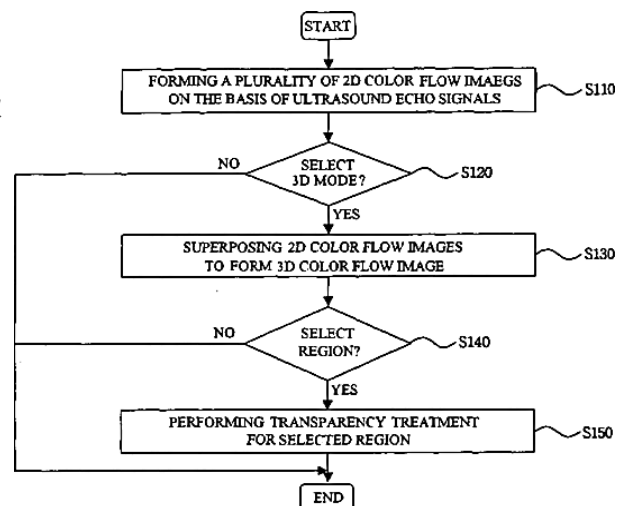 START
FORMING A PLURALITY OF 2D COLOR FLOW IMAEGS
ON THE BASIS OF ULTRASOUND ECHO SIGNALS
S110
NO
SELECT
3D MODE?
S120
YES
SUPERPOSING 2D COLOR FLOW IMAGES
TO FORM 3D COLOR FLOW IMAGE
S130
NO
SELECT
REGION?
S140
YES
PERFORMING TRANSPARENCY TREATMENT
FOR SELECTED REGION
S150
END